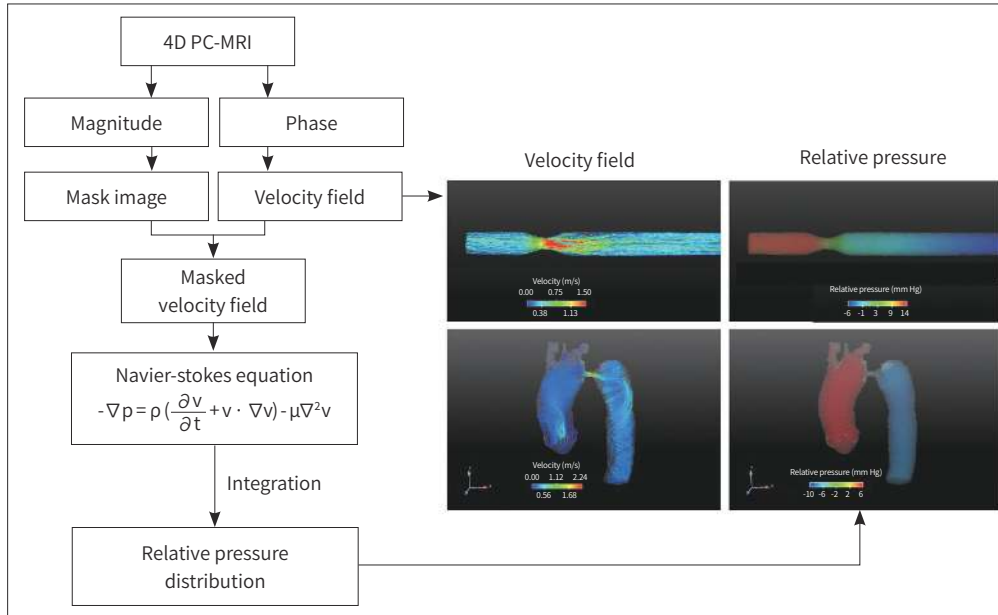 4D PC-MRI
Magnitude
Phase
Mask image
Velocity field
Masked
velocity field
Navier-stokes equation
-∇p = ρ (∂v/∂t + v · ∇v) - μ∇²v
Integration
Relative pressure
distribution
Velocity field
Relative pressure
Velocity (m/s)
0.00 0.75 1.50
0.38 1.13
Relative pressure (mm Hg)
-6 -1 3 9 14
Velocity (m/s)
0.00 1.12 2.24
0.56 1.68
Relative pressure (mm Hg)
-10 -6 -2 2 6